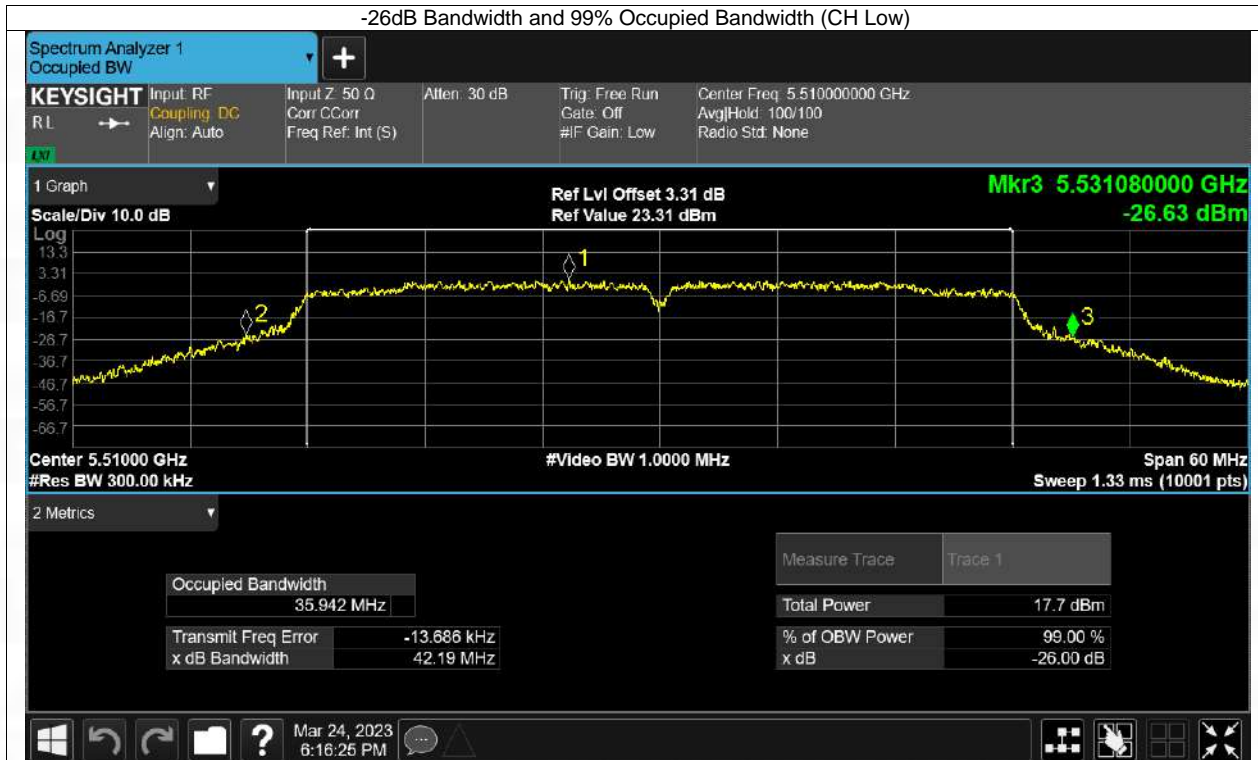 -26dB Bandwidth and 99% Occupied Bandwidth (CH Low)
Spectrum Analyzer 1
Occupied BW
+
KEYSIGHT Input: RF Input Z: 50 Ω Atten: 30 dB Trig: Free Run Center Freq: 5.510000000 GHz
RL Coupling: DC Corr CCorr Gate: Off Avg|Hold: 100/100
Align: Auto Freq Ref: Int (S) #IF Gain: Low Radio Std: None
LXI
1 Graph Ref Lvl Offset 3.31 dB Mkr3 5.531080000 GHz
Scale/Div 10.0 dB Ref Value 23.31 dBm -26.63 dBm
Log
13.3
3.31
-6.69
-16.7
-26.7
-36.7
-46.7
-56.7
-66.7
1
2
3
Center 5.51000 GHz #Video BW 1.0000 MHz Span 60 MHz
#Res BW 300.00 kHz Sweep 1.33 ms (10001 pts)
2 Metrics
Measure Trace Trace 1
Occupied Bandwidth
35.942 MHz Total Power 17.7 dBm
Transmit Freq Error -13.686 kHz % of OBW Power 99.00 %
x dB Bandwidth 42.19 MHz x dB -26.00 dB
? Mar 24, 2023
6:16:25 PM